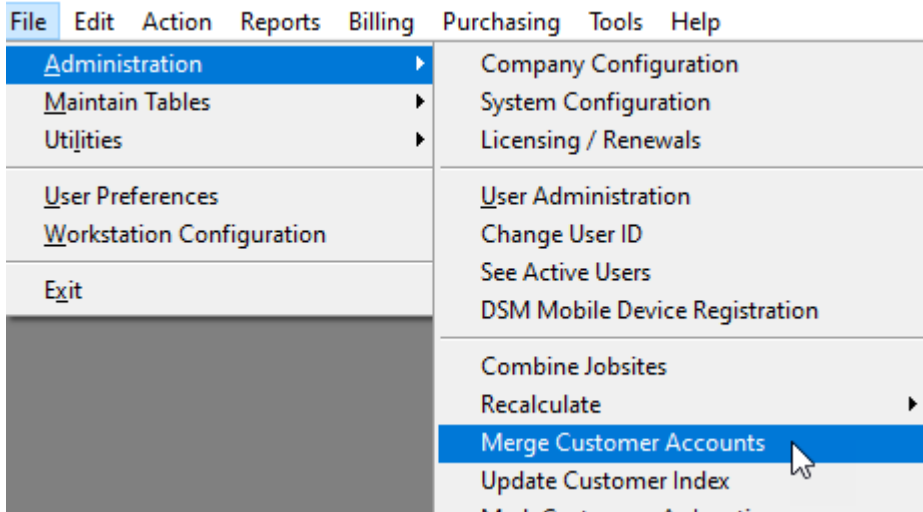 File Edit Action Reports Billing Purchasing Tools Help
Administration
Maintain Tables
Utilities
User Preferences
Workstation Configuration
Exit
Company Configuration
System Configuration
Licensing / Renewals
User Administration
Change User ID
See Active Users
DSM Mobile Device Registration
Combine Jobsites
Recalculate
Merge Customer Accounts
Update Customer Index